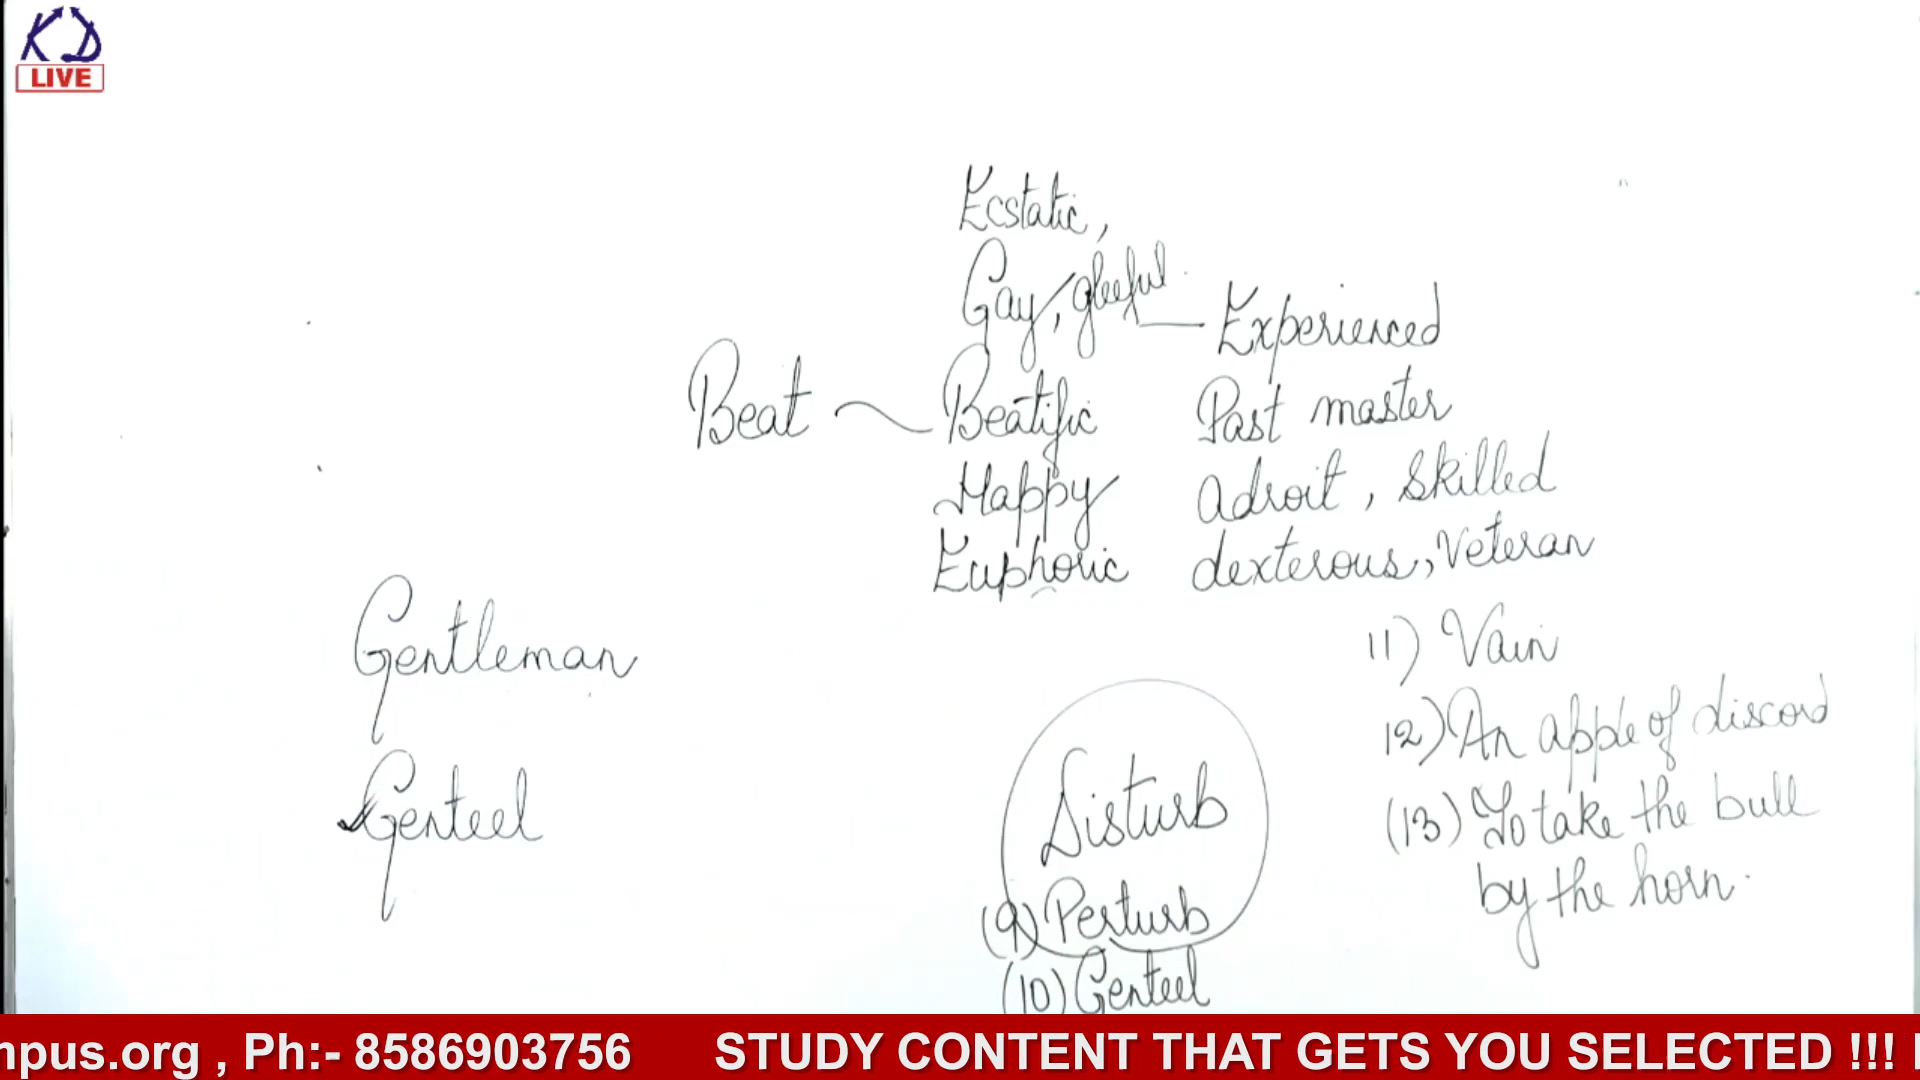 KD
LIVE
Ecstatic,
Gay, gleeful
Experienced
Beat
Beatific
Past master
Happy
Adroit, Skilled
Euphoric
dexterous, Veteran
Gentleman
11) Vain
12) An apple of discord
Genteel
Disturb
(13) To take the bull
by the horn.
(9) Perturb
(10) Genteel
mpus.org , Ph:- 8586903756 STUDY CONTENT THAT GETS YOU SELECTED !!!